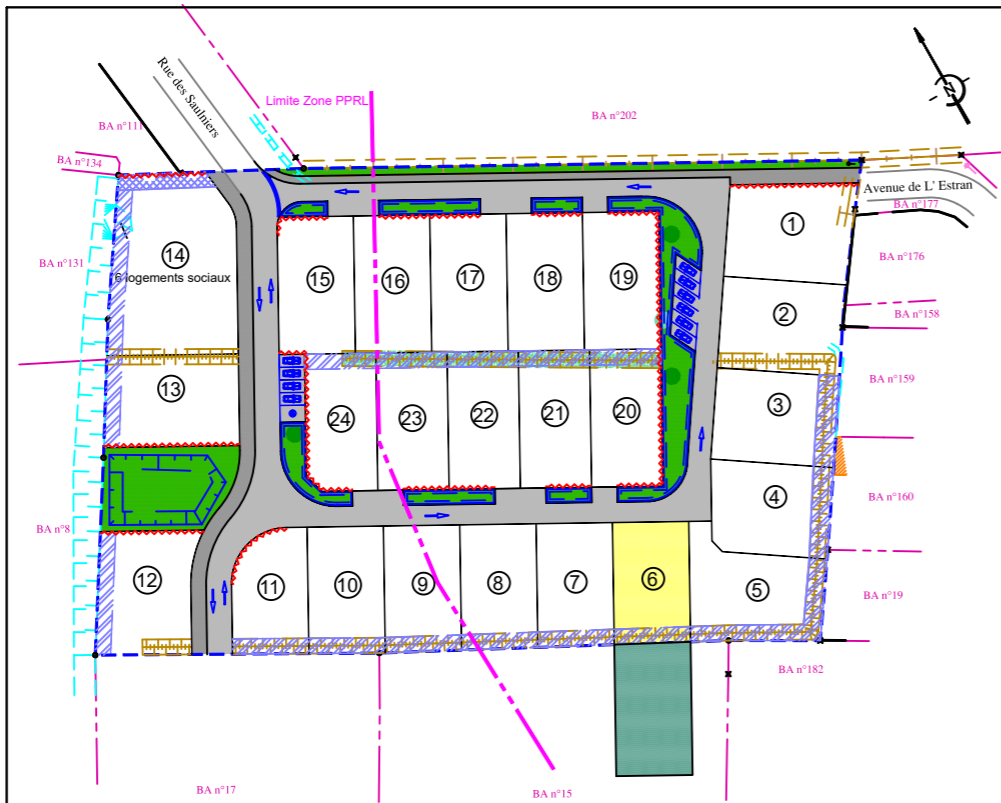 Rue des Saulniers
Limite Zone PPRL
N
BA n°111
BA n°202
BA n°134
Avenue de L' Estran
BA n°177
1
14
6 logements sociaux
BA n°131
15
16
17
18
19
BA n°176
2
BA n°158
13
24
23
22
21
20
3
BA n°159
4
BA n°160
BA n°8
12
11
10
9
8
7
6
5
BA n°19
BA n°182
BA n°17
BA n°15